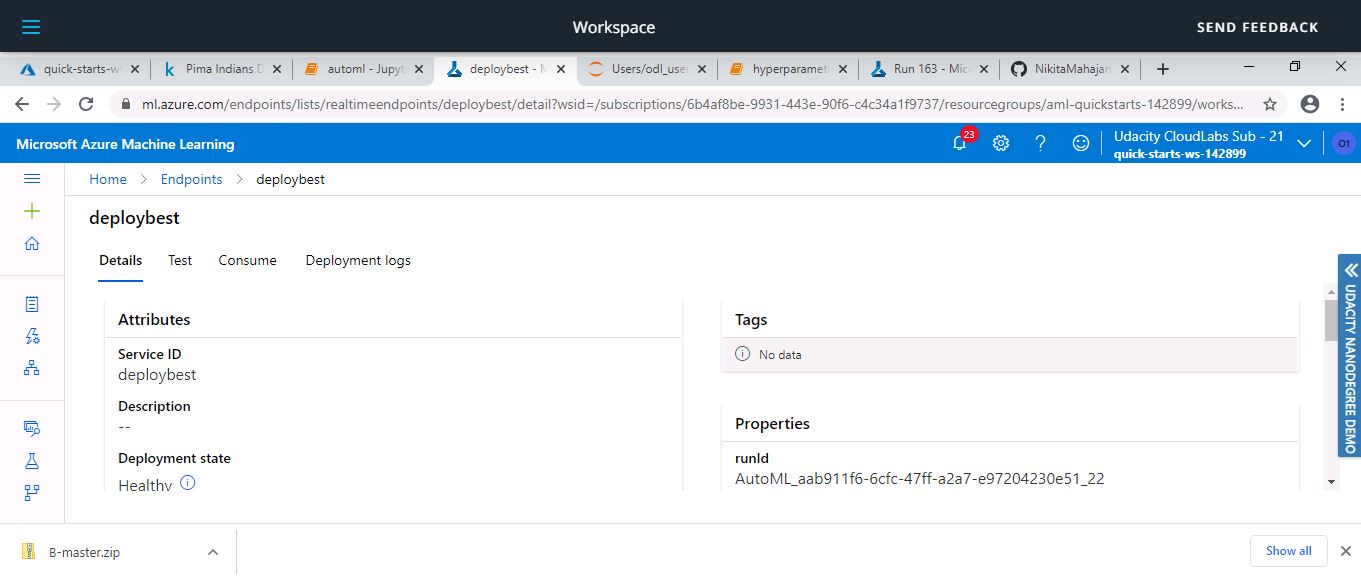 Workspace
SEND FEEDBACK
quick-starts-ws
Pima Indians D
automl - Jupyt
deploybest - M
Users/odl_use
hyperparamet
Run 163 - Mic
NikitaMahajan
ml.azure.com/endpoints/lists/realtimeendpoints/deploybest/detail?wsid=/subscriptions/6b4af8be-9931-443e-90f6-c4c34a1f9737/resourcegroups/aml-quickstarts-142899/works...
Microsoft Azure Machine Learning
23
Udacity CloudLabs Sub - 21
quick-starts-ws-142899
O1
Home > Endpoints > deploybest
deploybest
Details Test Consume Deployment logs
Attributes
Service ID
deploybest
Description
--
Deployment state
Healthy
Tags
No data
Properties
runId
AutoML_aab911f6-6cfc-47ff-a2a7-e97204230e51_22
UDACITY NANODEGREE DEMO
B-master.zip
Show all